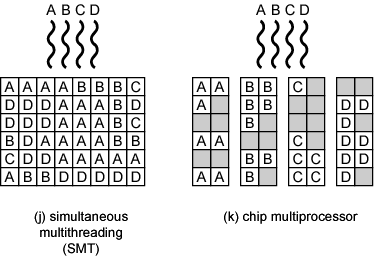 A B C D
A A A A B B B C
D D D A A A B D
D D D A A A B C
B D A A A A B B
C D D A A A A A
A B B D D D D D
(j) simultaneous
multithreading
(SMT)
A B C D
A A B B C
A B B D D
B D
A A C D D
B B C C D D
A A B C C D
(k) chip multiprocessor